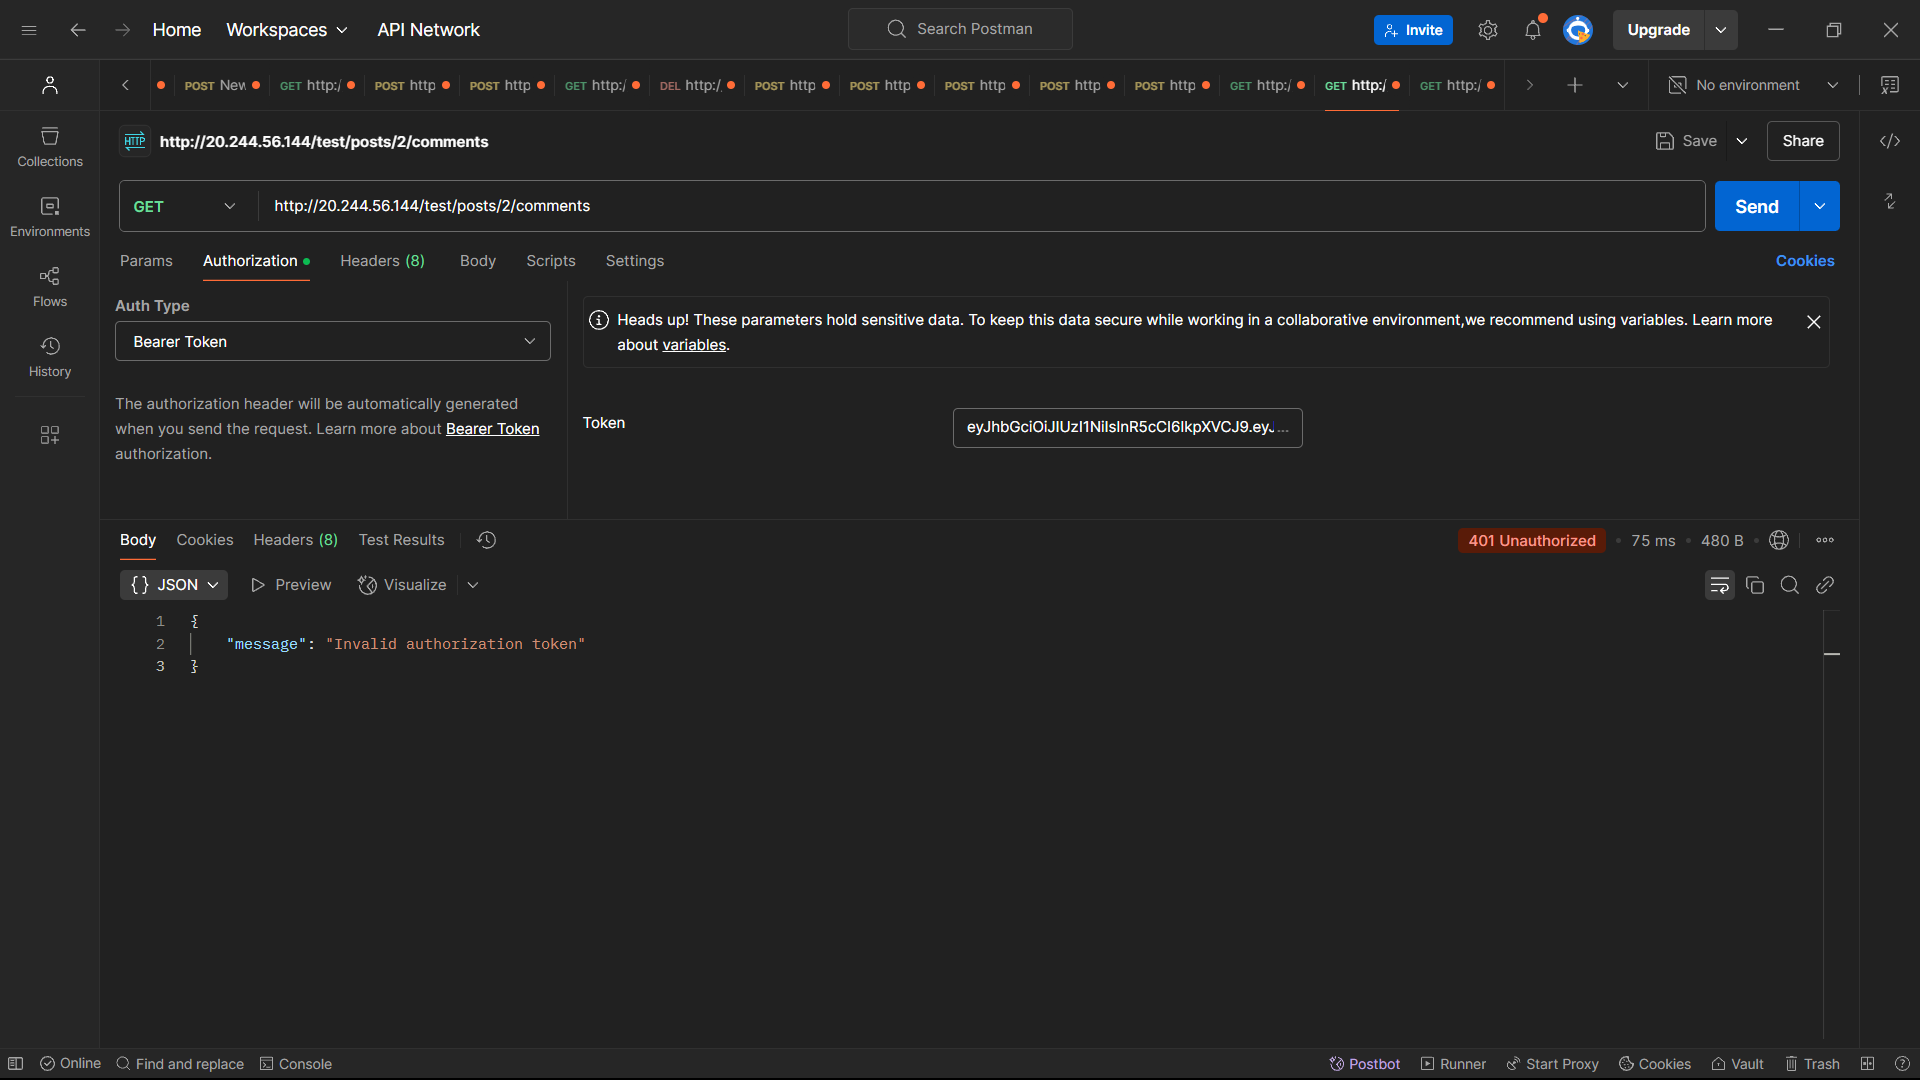 Home Workspaces API Network Search Postman Invite Upgrade
POST New GET http:/ POST http POST http GET http:/ DEL http:/ POST http POST http POST http POST http POST http GET http:/ GET http:/ GET http:/ No environment
HTTP http://20.244.56.144/test/posts/2/comments Save Share
GET http://20.244.56.144/test/posts/2/comments Send
Params Authorization Headers (8) Body Scripts Settings Cookies
Collections
Environments
Flows
History
Auth Type
Bearer Token
The authorization header will be automatically generated
when you send the request. Learn more about Bearer Token
authorization.
Heads up! These parameters hold sensitive data. To keep this data secure while working in a collaborative environment,we recommend using variables. Learn more
about variables.
Token eyJhbGciOiJIUzI1NiIsInR5cCI6IkpXVCJ9.eyJ...
Body Cookies Headers (8) Test Results 401 Unauthorized • 75 ms • 480 B
{} JSON Preview Visualize
1 {
2 "message": "Invalid authorization token"
3 }
Online Find and replace Console Postbot Runner Start Proxy Cookies Vault Trash